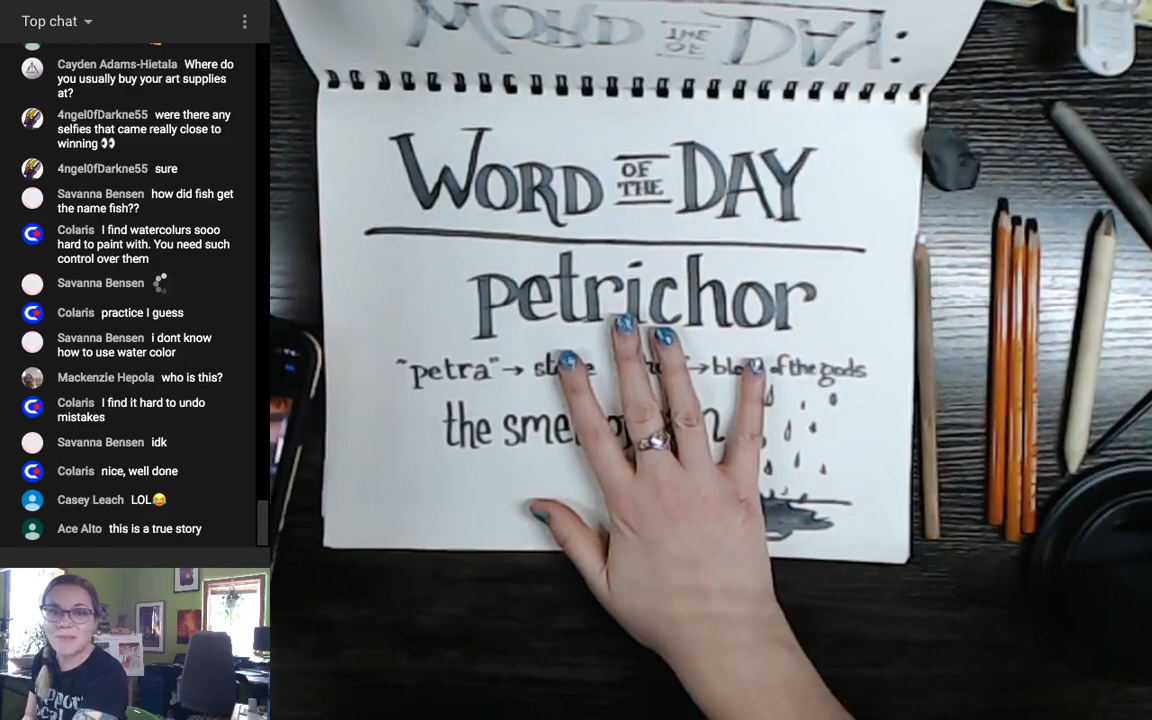 Top chat
Cayden Adams-Hietala Where do
you usually buy your art supplies
at?
4ngel0fDarkne55 were there any
selfies that came really close to
winning 👀
4ngel0fDarkne55 sure
Savanna Bensen how did fish get
the name fish??
Colaris I find watercolurs sooo
hard to paint with. You need such
control over them
Savanna Bensen
Colaris practice I guess
Savanna Bensen i dont know
how to use water color
Mackenzie Hepola who is this?
Colaris I find it hard to undo
mistakes
Savanna Bensen idk
Colaris nice, well done
Casey Leach LOL😂
Ace Alto this is a true story
WORD OF THE DAY:
WORD OF THE DAY
petrichor
"petra" → → of the gods
the